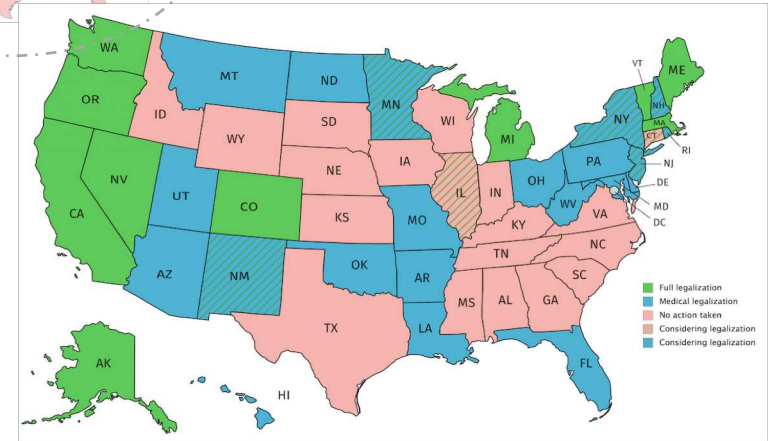 WA
OR
ID
MT
ND
MN
WI
MI
VT
ME
NH
NY
MA
CT
RI
NJ
PA
DE
MD
DC
CA
NV
UT
WY
SD
NE
IA
IL
IN
OH
WV
VA
CO
KS
MO
KY
AZ
NM
OK
AR
TN
NC
SC
TX
LA
MS
AL
GA
FL
AK
HI
Full legalization
Medical legalization
No action taken
Considering legalization
Considering legalization